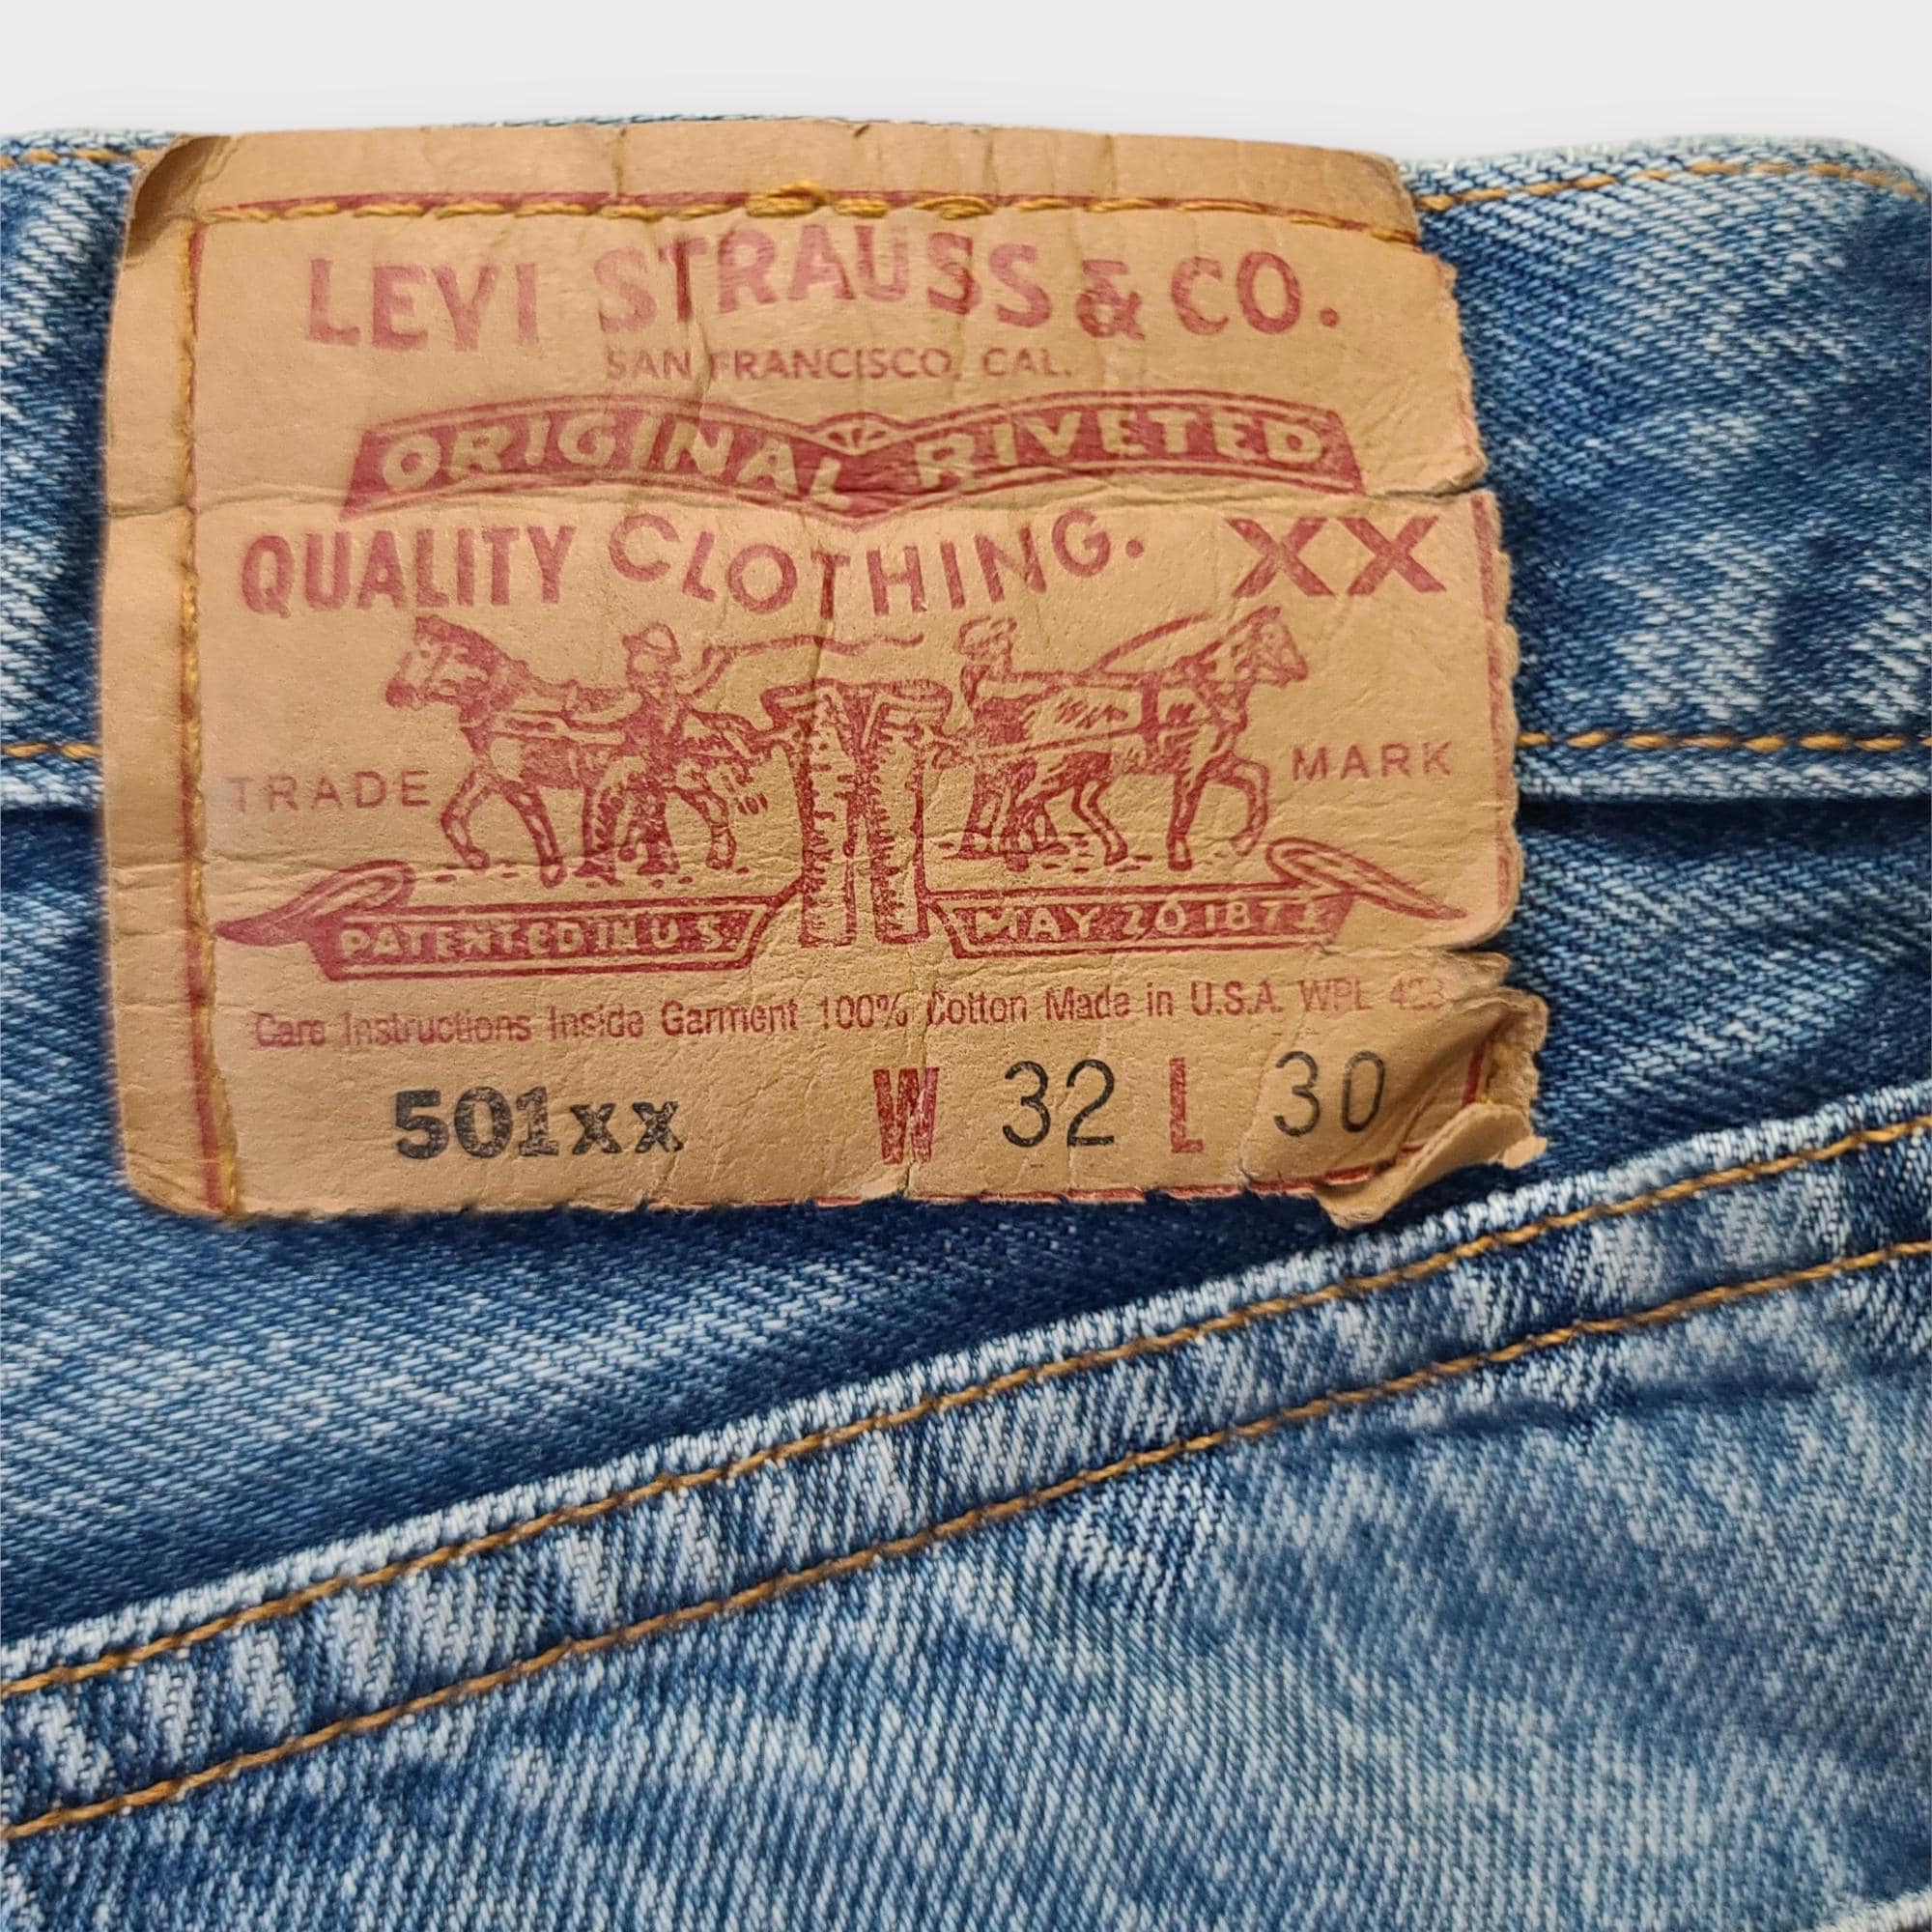 LEVI STRAUSS & CO.
SAN FRANCISCO, CAL.
ORIGINAL RIVETED
QUALITY CLOTHING. XX
TRADE MARK
PATENTED IN U S MAY 20 1873
Care Instructions Inside Garment 100% Cotton Made in U.S.A. WPL 423
501xx W 32 L 30